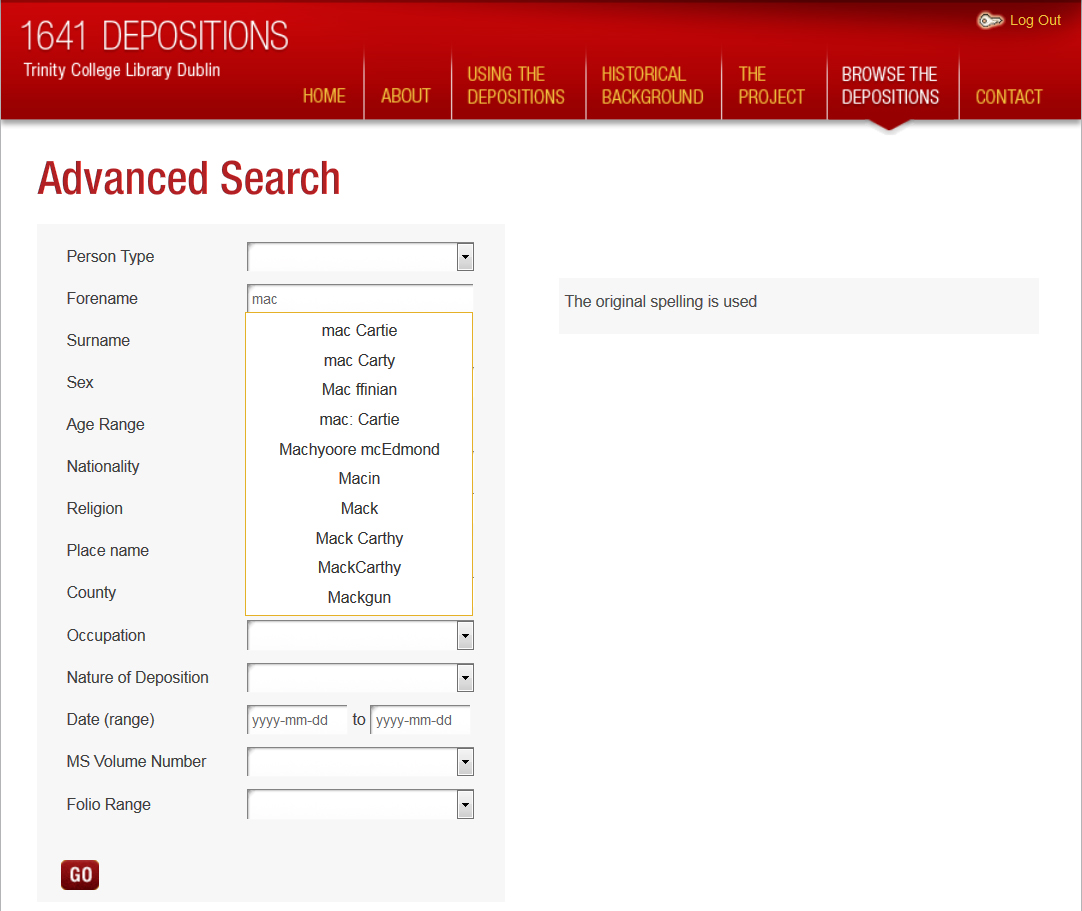 1641 DEPOSITIONS
Trinity College Library Dublin
Log Out
HOME
ABOUT
USING THE
DEPOSITIONS
HISTORICAL
BACKGROUND
THE
PROJECT
BROWSE THE
DEPOSITIONS
CONTACT
Advanced Search
Person Type
Forename
mac
The original spelling is used
mac Cartie
mac Carty
Mac ffinian
mac: Cartie
Machyoore mcEdmond
Macin
Mack
Mack Carthy
MackCarthy
Mackgun
Surname
Sex
Age Range
Nationality
Religion
Place name
County
Occupation
Nature of Deposition
Date (range)
yyyy-mm-dd to yyyy-mm-dd
MS Volume Number
Folio Range
GO